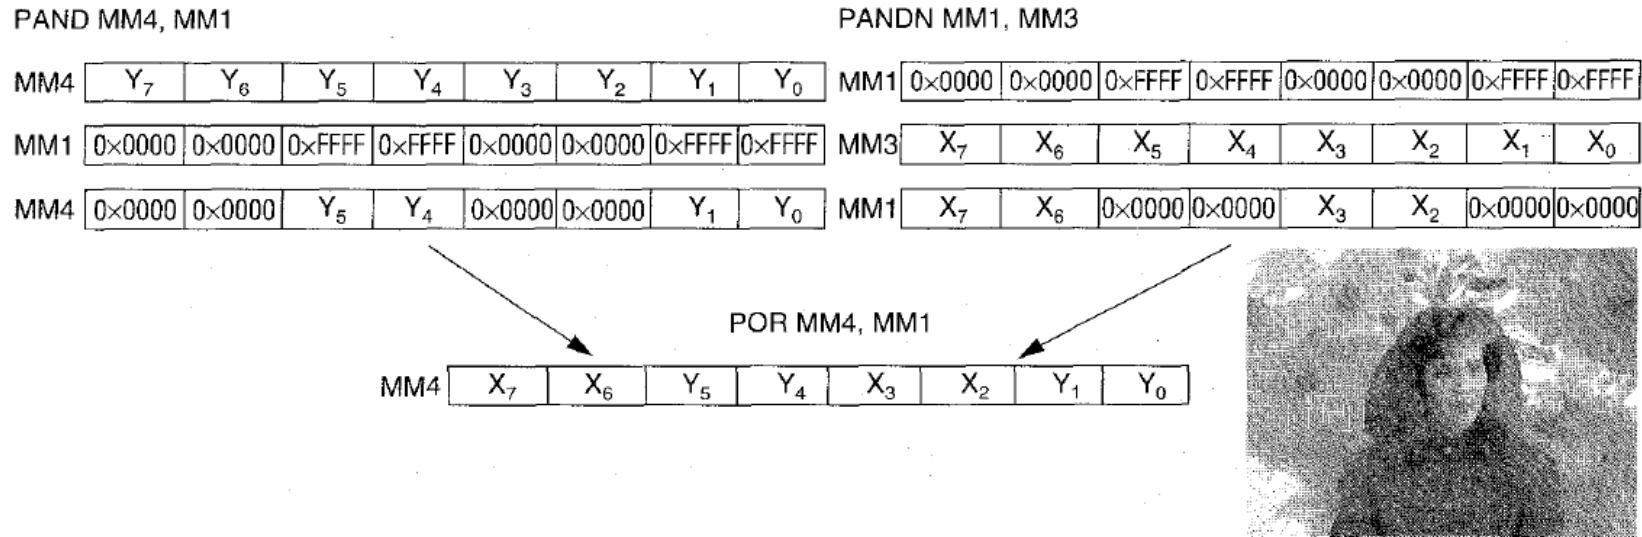 PAND MM4, MM1
MM4 Y7 Y6 Y5 Y4 Y3 Y2 Y1 Y0
MM1 0×0000 0×0000 0×FFFF 0×FFFF 0×0000 0×0000 0×FFFF 0×FFFF
MM4 0×0000 0×0000 Y5 Y4 0×0000 0×0000 Y1 Y0
PANDN MM1, MM3
MM1 0×0000 0×0000 0×FFFF 0×FFFF 0×0000 0×0000 0×FFFF 0×FFFF
MM3 X7 X6 X5 X4 X3 X2 X1 X0
MM1 X7 X6 0×0000 0×0000 X3 X2 0×0000 0×0000
POR MM4, MM1
MM4 X7 X6 Y5 Y4 X3 X2 Y1 Y0